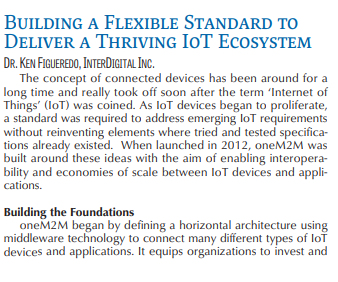 BUILDING A FLEXIBLE STANDARD TO
DELIVER A THRIVING IOT ECOSYSTEM
DR. KEN FIGUEREDO, INTERDIGITAL INC.
The concept of connected devices has been around for a
long time and really took off soon after the term ‘Internet of
Things’ (IoT) was coined. As IoT devices began to proliferate,
a standard was required to address emerging IoT requirements
without reinventing elements where tried and tested specifica-
tions already existed. When launched in 2012, oneM2M was
built around these ideas with the aim of enabling interopera-
bility and economies of scale between IoT devices and appli-
cations.
Building the Foundations
oneM2M began by defining a horizontal architecture using
middleware technology to connect many different types of IoT
devices and applications. It equips organizations to invest and